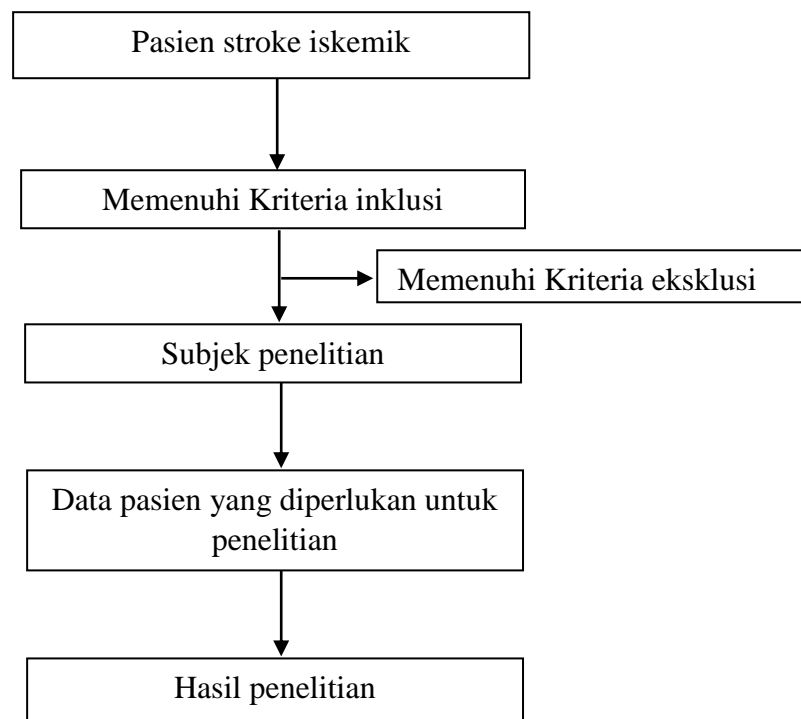 Pasien stroke iskemik
Memenuhi Kriteria inklusi
Memenuhi Kriteria eksklusi
Subjek penelitian
Data pasien yang diperlukan untuk
penelitian
Hasil penelitian